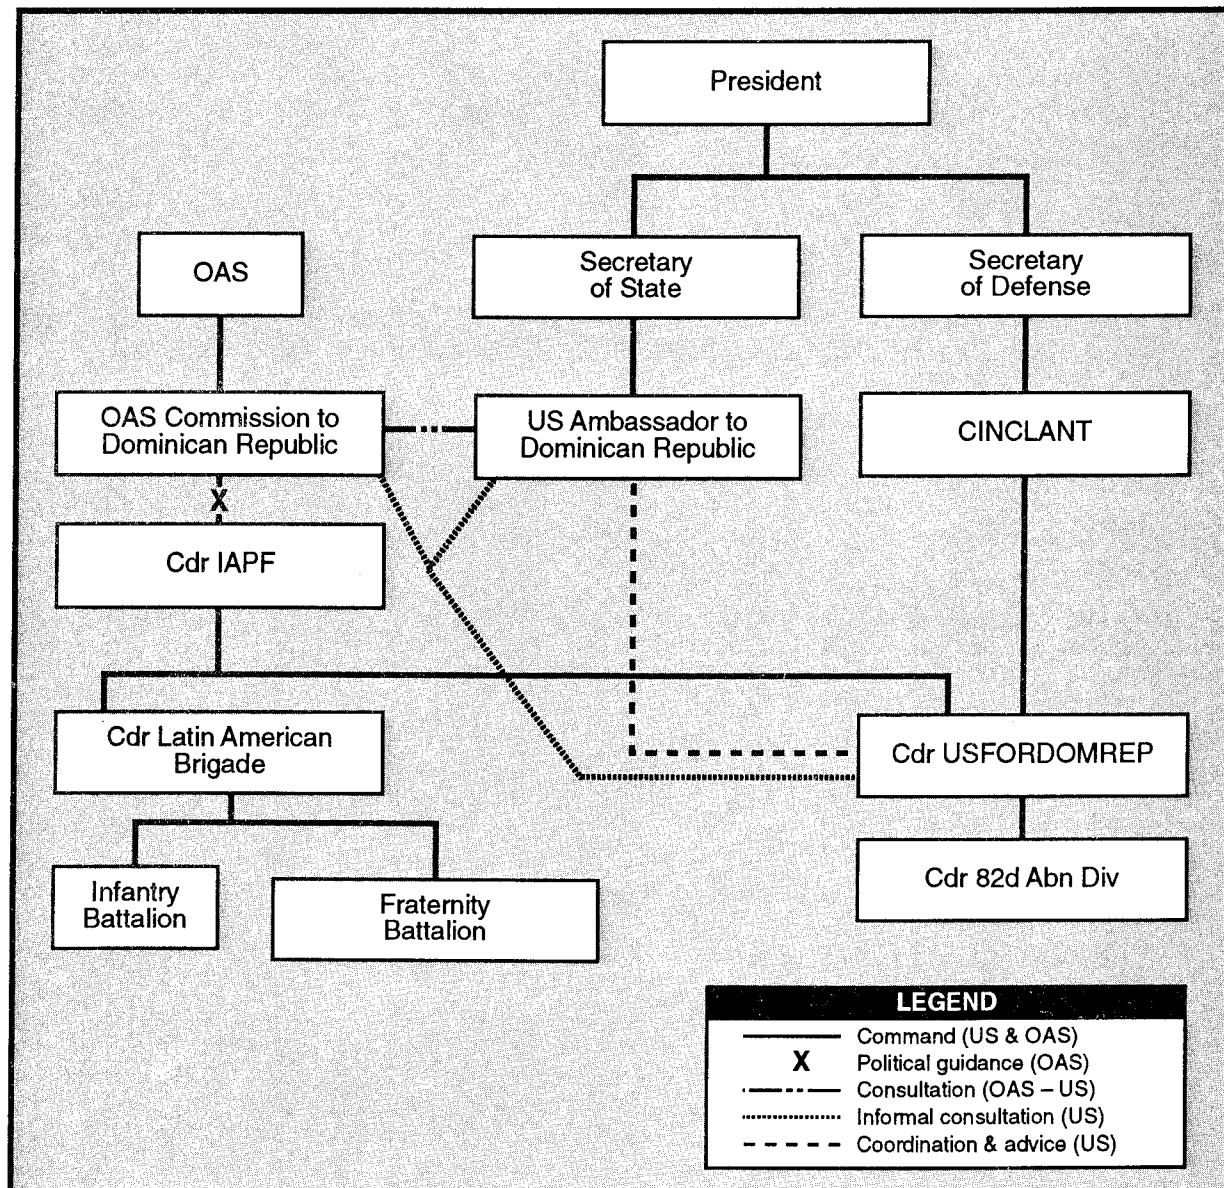 President
OAS
Secretary
of State
Secretary
of Defense
OAS Commission to
Dominican Republic
US Ambassador to
Dominican Republic
CINCLANT
X
Cdr IAPF
Cdr Latin American
Brigade
Cdr USFORDOMREP
Infantry
Battalion
Fraternity
Battalion
Cdr 82d Abn Div
LEGEND
Command (US & OAS)
X Political guidance (OAS)
Consultation (OAS – US)
Informal consultation (US)
Coordination & advice (US)